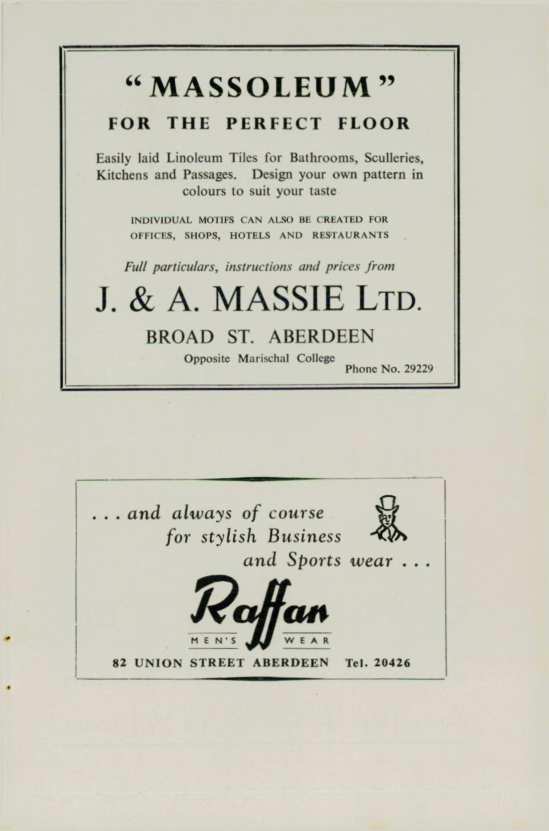 “MASSOLEUM”
FOR THE PERFECT FLOOR
Easily laid Linoleum Tiles for Bathrooms, Sculleries,
Kitchens and Passages. Design your own pattern in
colours to suit your taste
INDIVIDUAL MOTIFS CAN ALSO BE CREATED FOR
OFFICES, SHOPS, HOTELS AND RESTAURANTS
Full particulars, instructions and prices from
J. & A. MASSIE LTD.
BROAD ST. ABERDEEN
Opposite Marischal College
Phone No. 29229
... and always of course
for stylish Business
and Sports wear ...
Raffan
MEN'S WEAR
82 UNION STREET ABERDEEN Tel. 20426